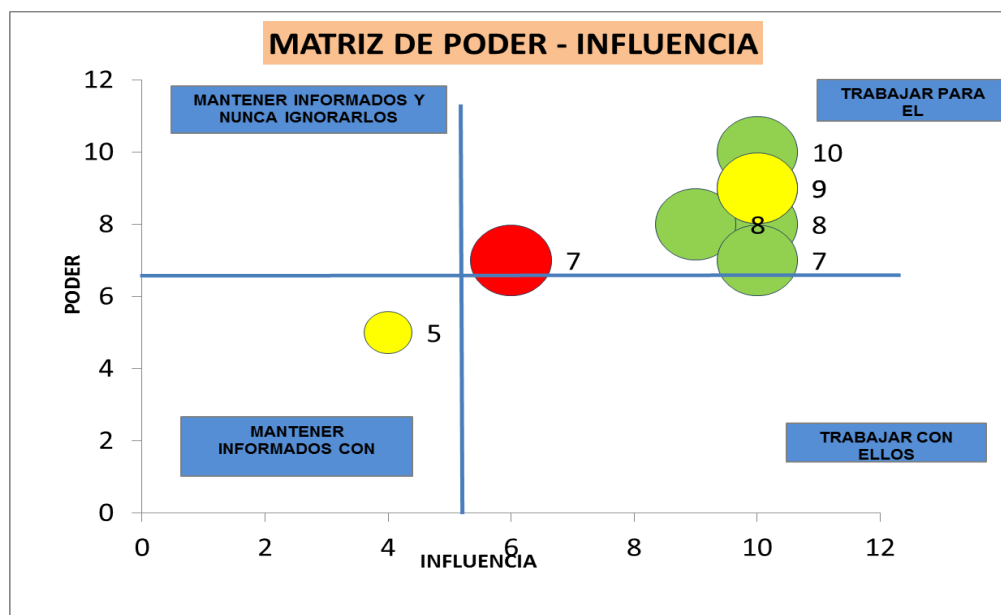 MATRIZ DE PODER - INFLUENCIA
12
MANTENER INFORMADOS Y
NUNCA IGNORARLOS
TRABAJAR PARA
EL
10
10
9
8
8
8
7
7
6
PODER
5
4
MANTENER
INFORMADOS CON
TRABAJAR CON
ELLOS
2
0
0
2
4
6
8
10
12
INFLUENCIA